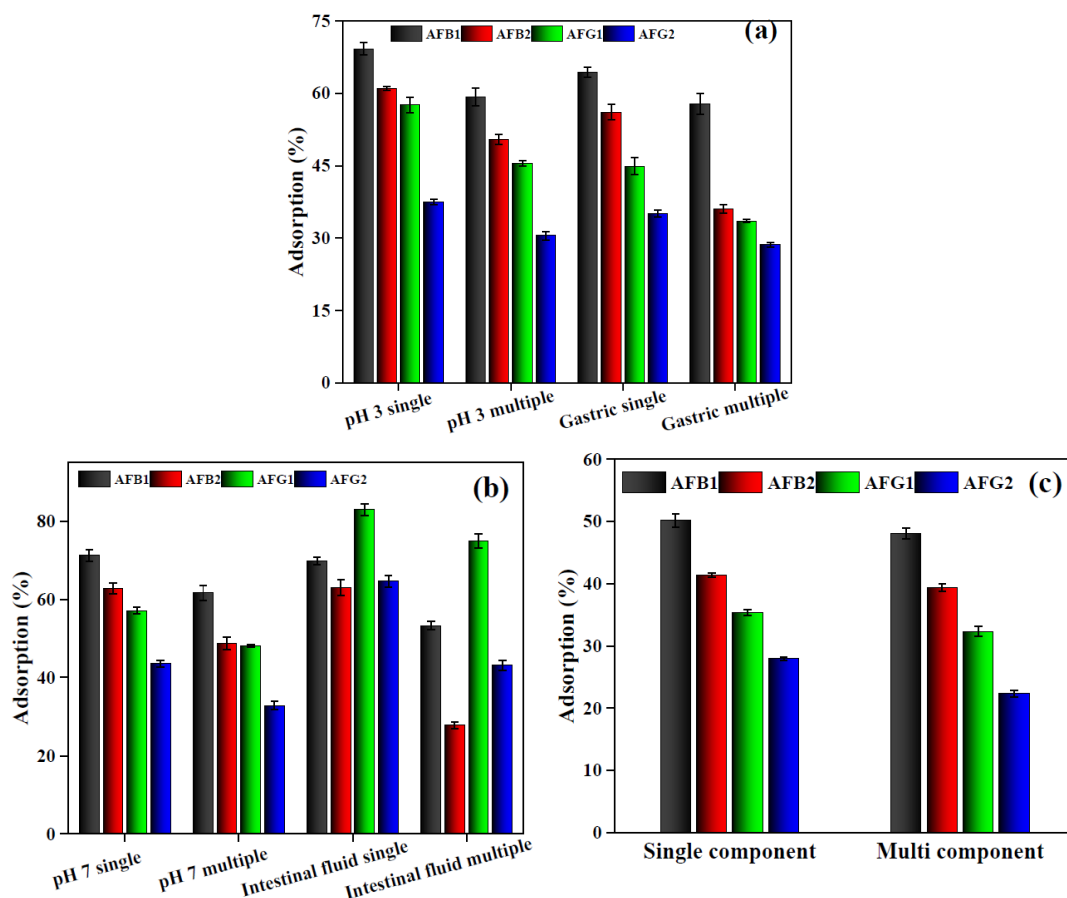 (a)
AFB1 AFB2 AFG1 AFG2
Adsorption (%)
75
60
45
30
15
0
pH 3 single
pH 3 multiple
Gastric single
Gastric multiple
(b)
AFB1 AFB2 AFG1 AFG2
Adsorption (%)
80
60
40
20
0
pH 7 single
pH 7 multiple
Intestinal fluid single
Intestinal fluid multiple
(c)
AFB1 AFB2 AFG1 AFG2
Adsorption (%)
60
50
40
30
20
10
0
Single component
Multi component